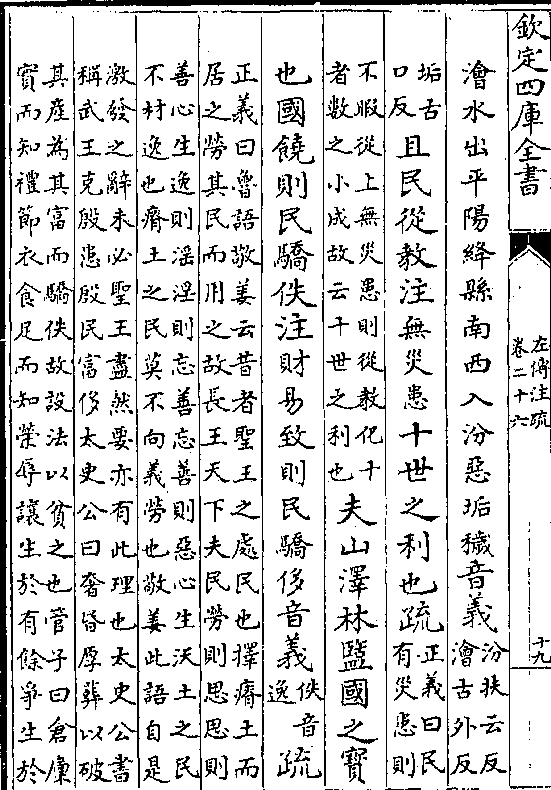 欽定四庫全書
左傳注疏
卷二十六
十九
澮水出平陽絳縣南西入汾惡垢穢音義汾扶云反
澮古外反
垢古
口反且民從教注無災患十世之利也疏正義曰民
有災患則
不暇從上無災患則從教化十
者數之小成故云十世之利也夫山澤林盬國之寶
也國饒則民驕佚注財易致則民驕侈音義佚音
逸疏
正義曰魯語敬姜云昔者聖王之處民也擇瘠土而
居之勞其民而用之故長王天下夫民勞則思思則
善心生逸則淫淫則忘善忘善則惡心生沃土之民
不材逸也瘠土之民莫不向義勞也敬姜此語自是
激發之辭未必聖王盡然要亦有此理也太史公書
稱武王克殷患殷民富侈太史公曰奢昏厚葬以破
其產為其富而驕佚故設法以貧之也管子曰倉廩
實而知禮節衣食足而知榮辱讓生於有餘爭生於